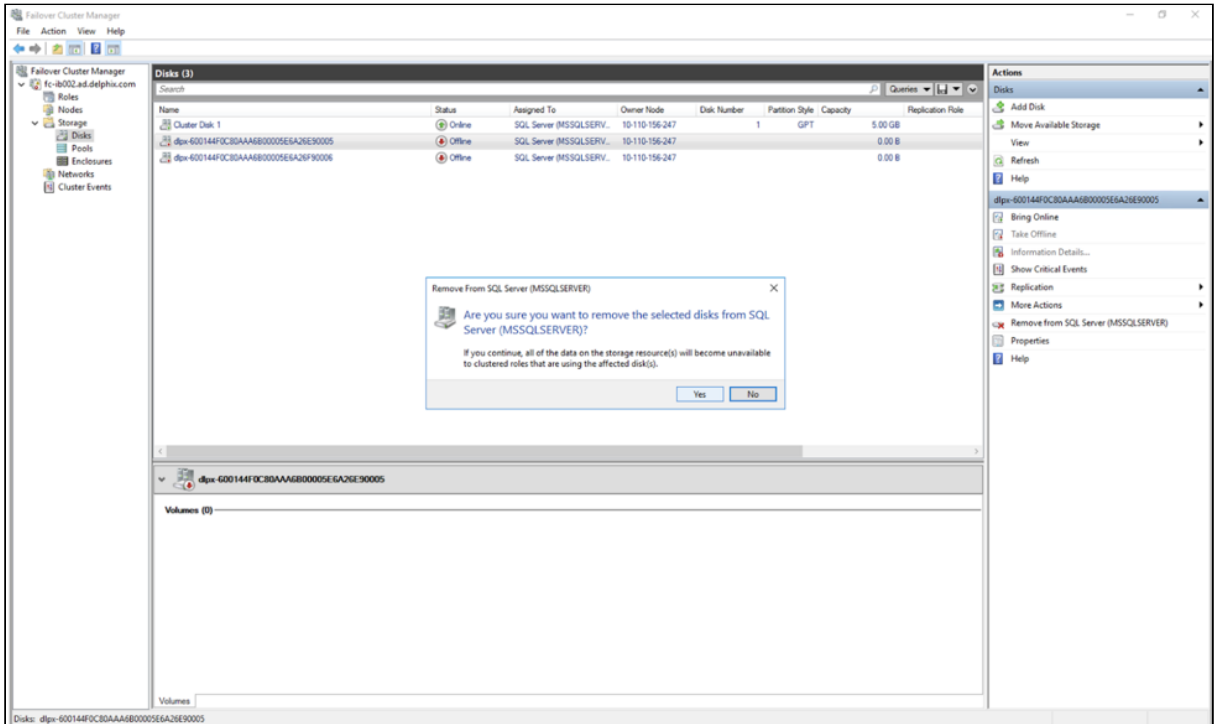 Failover Cluster Manager
File Action View Help
Failover Cluster Manager
fc-ib002.ad.delphix.com
Roles
Nodes
Storage
Disks
Pools
Enclosures
Networks
Cluster Events
Disks (3)
Search
Queries
Name Status Assigned To Owner Node Disk Number Partition Style Capacity Replication Role
Cluster Disk 1 Online SQL Server (MSSQLSERV... 10-110-156-247 1 GPT 5.00 GB
dlpx-600144F0C80AAA6B00005E6A26E90005 Offline SQL Server (MSSQLSERV... 10-110-156-247 0.00 B
dlpx-600144F0C80AAA6B00005E6A26F90006 Offline SQL Server (MSSQLSERV... 10-110-156-247 0.00 B
Remove From SQL Server (MSSQLSERVER)
Are you sure you want to remove the selected disks from SQL
Server (MSSQLSERVER)?
If you continue, all of the data on the storage resource(s) will become unavailable
to clustered roles that are using the affected disk(s).
Yes No
dlpx-600144F0C80AAA6B00005E6A26E90005
Volumes (0)
Volumes
Actions
Disks
Add Disk
Move Available Storage
View
Refresh
Help
dlpx-600144F0C80AAA6B00005E6A26E90005
Bring Online
Take Offline
Information Details...
Show Critical Events
Replication
More Actions
Remove from SQL Server (MSSQLSERVER)
Properties
Help
Disks: dlpx-600144F0C80AAA6B00005E6A26E90005